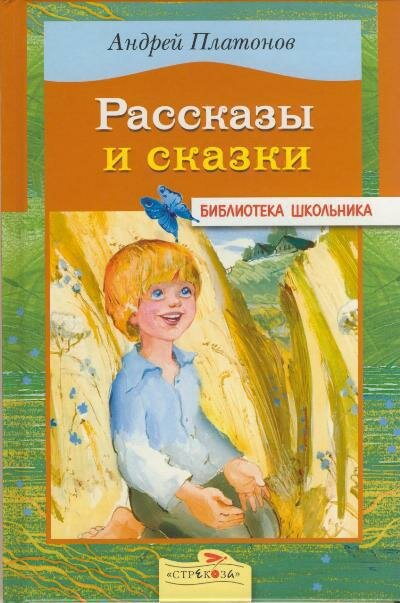 Андрей Платонов
Рассказы
и сказки
БИБЛИОТЕКА ШКОЛЬНИКА
«СТРЕКОЗА»